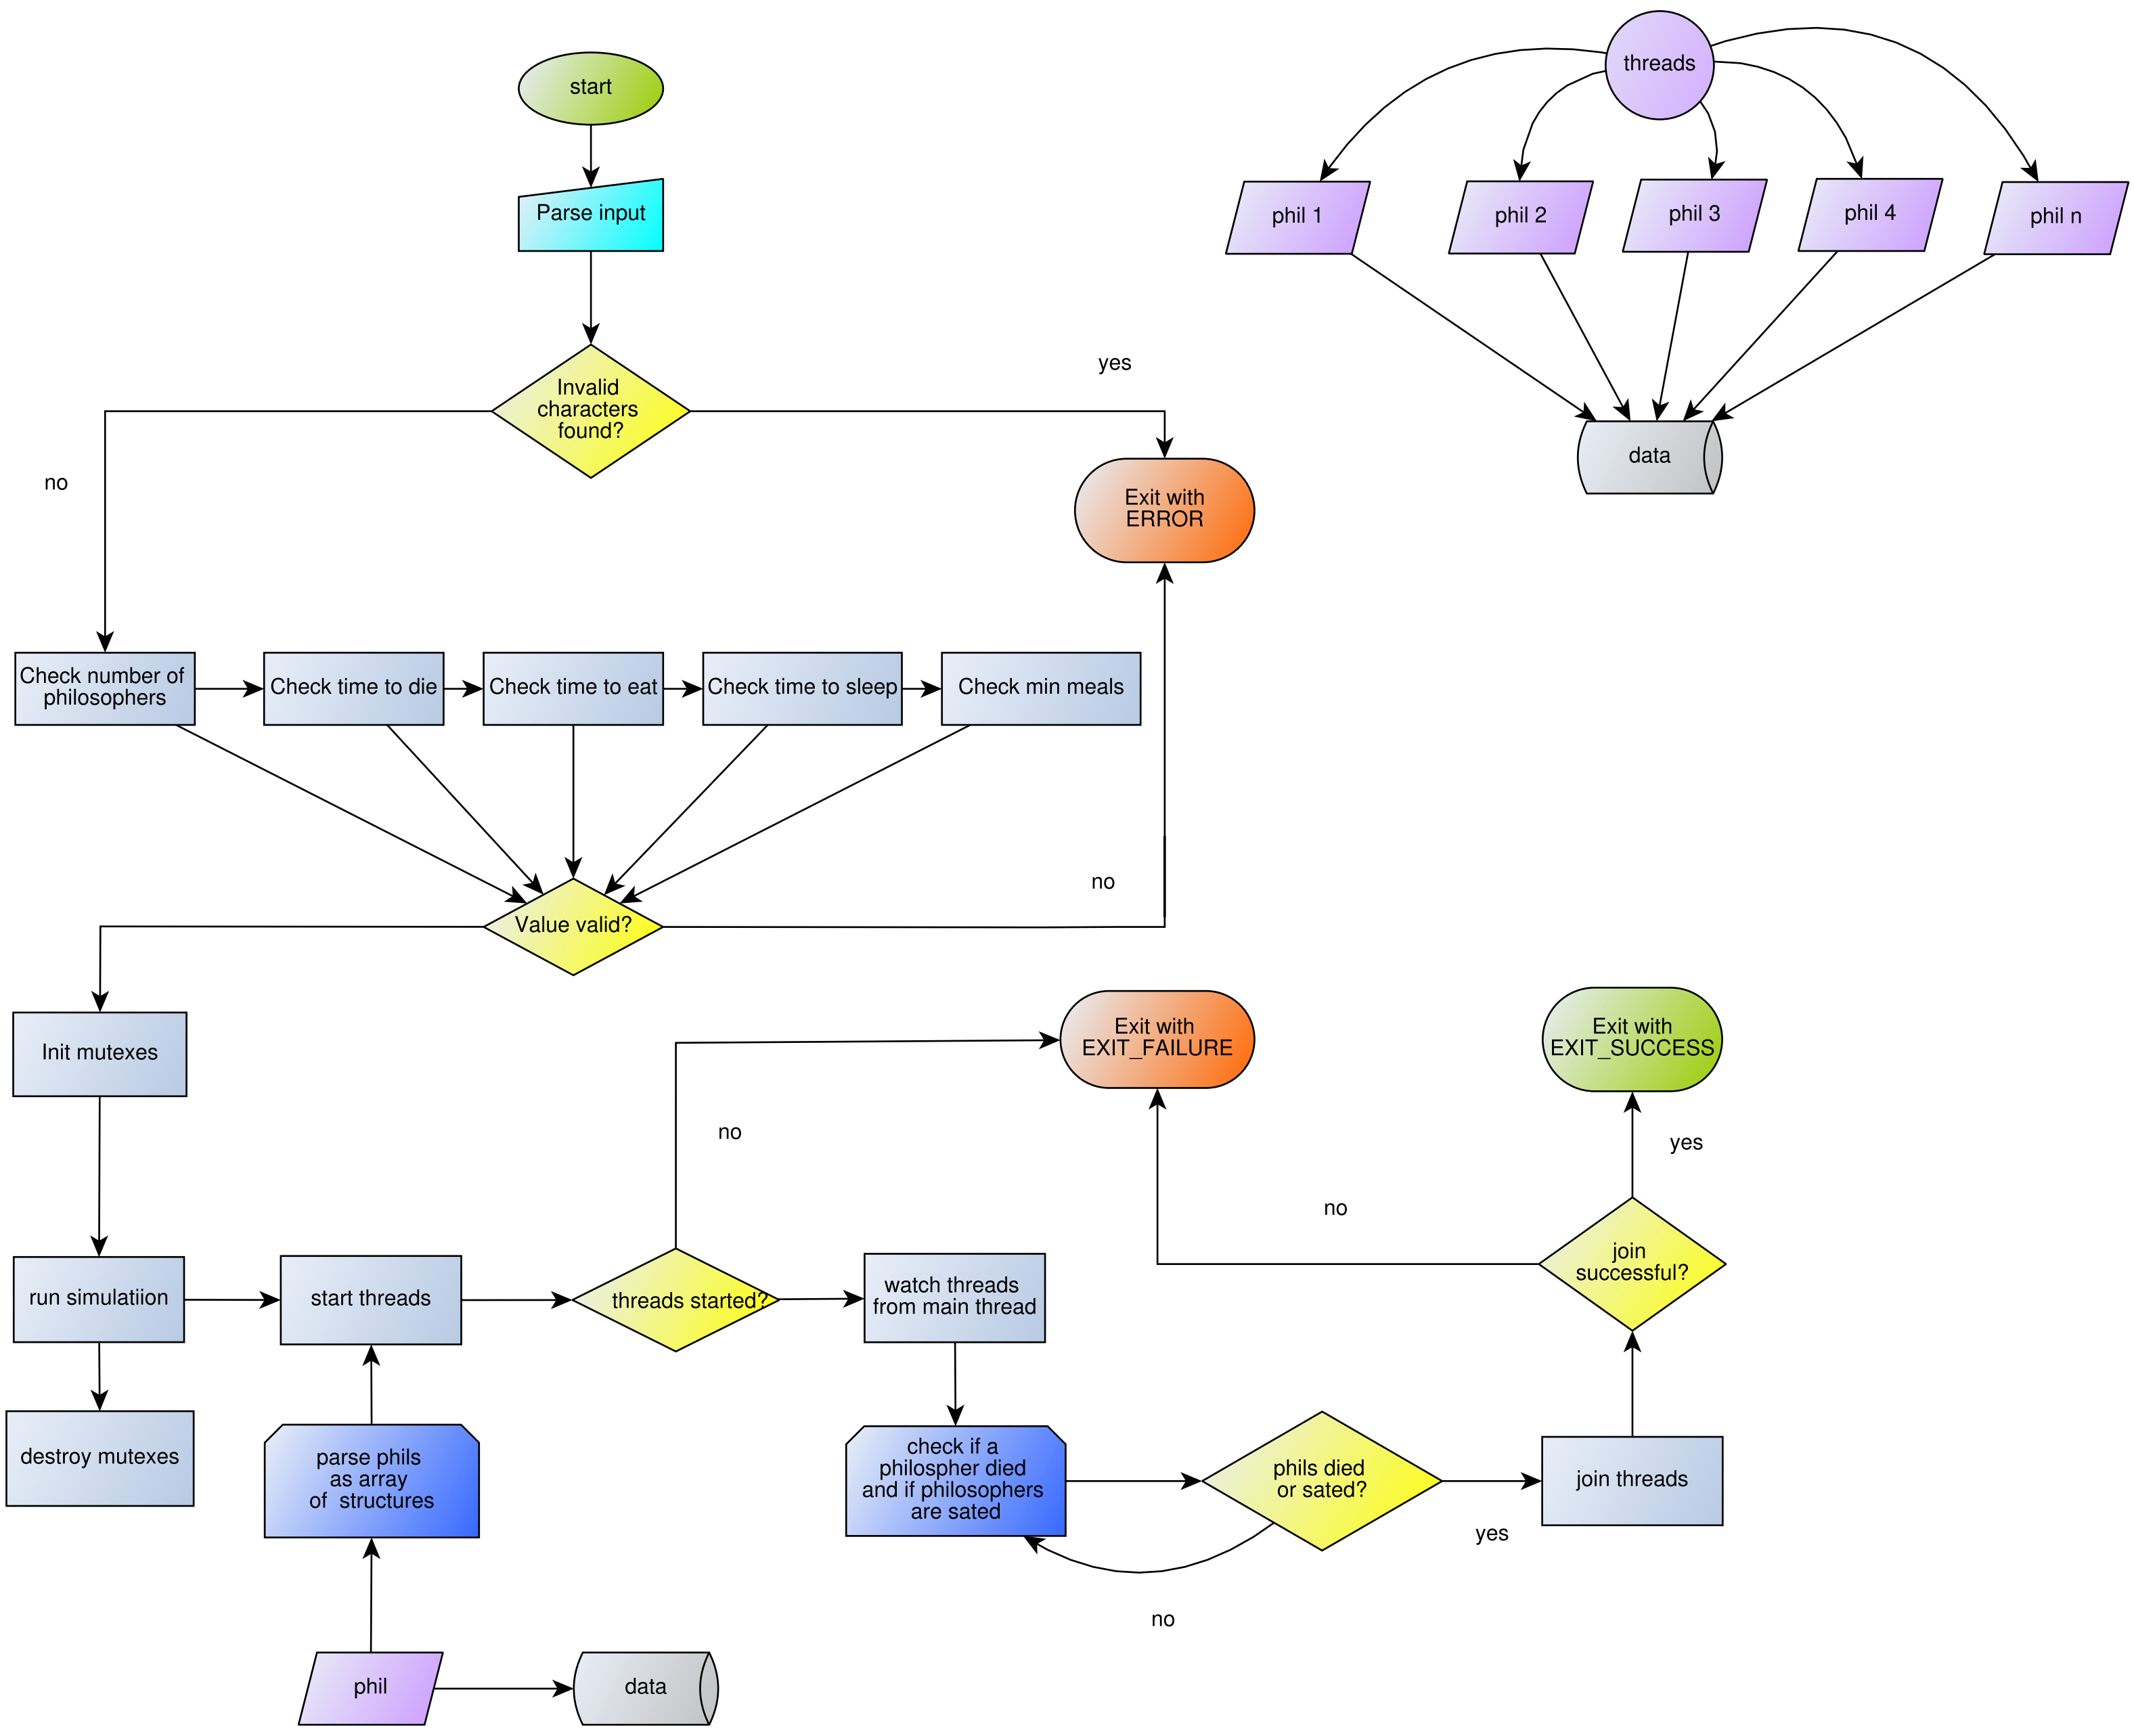 start
threads
Parse input
phil 1
phil 2
phil 3
phil 4
phil n
yes
Invalid
characters
found?
data
no
Exit with
ERROR
Check number of
philosophers
Check time to die
Check time to eat
Check time to sleep
Check min meals
no
Value valid?
Init mutexes
Exit with
EXIT_FAILURE
Exit with
EXIT_SUCCESS
no
yes
no
join
successful?
run simulatiion
start threads
threads started?
watch threads
from main thread
destroy mutexes
parse phils
as array
of structures
check if a
philospher died
and if philosophers
are sated
phils died
or sated?
join threads
yes
no
phil
data